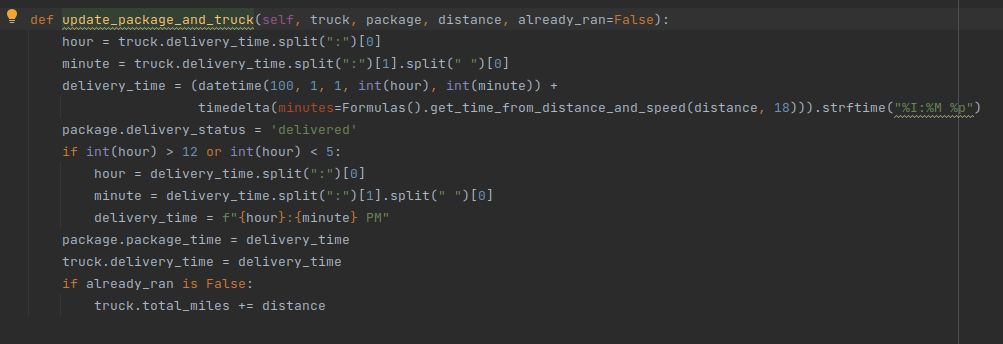 def update_package_and_truck(self, truck, package, distance, already_ran=False):
    hour = truck.delivery_time.split(":")[0]
    minute = truck.delivery_time.split(":")[1].split(" ")[0]
    delivery_time = (datetime(100, 1, 1, int(hour), int(minute)) +
                     timedelta(minutes=Formulas().get_time_from_distance_and_speed(distance, 18))).strftime("%I:%M %p")
    package.delivery_status = 'delivered'
    if int(hour) > 12 or int(hour) < 5:
        hour = delivery_time.split(":")[0]
        minute = delivery_time.split(":")[1].split(" ")[0]
        delivery_time = f"{hour}:{minute} PM"
    package.package_time = delivery_time
    truck.delivery_time = delivery_time
    if already_ran is False:
        truck.total_miles += distance